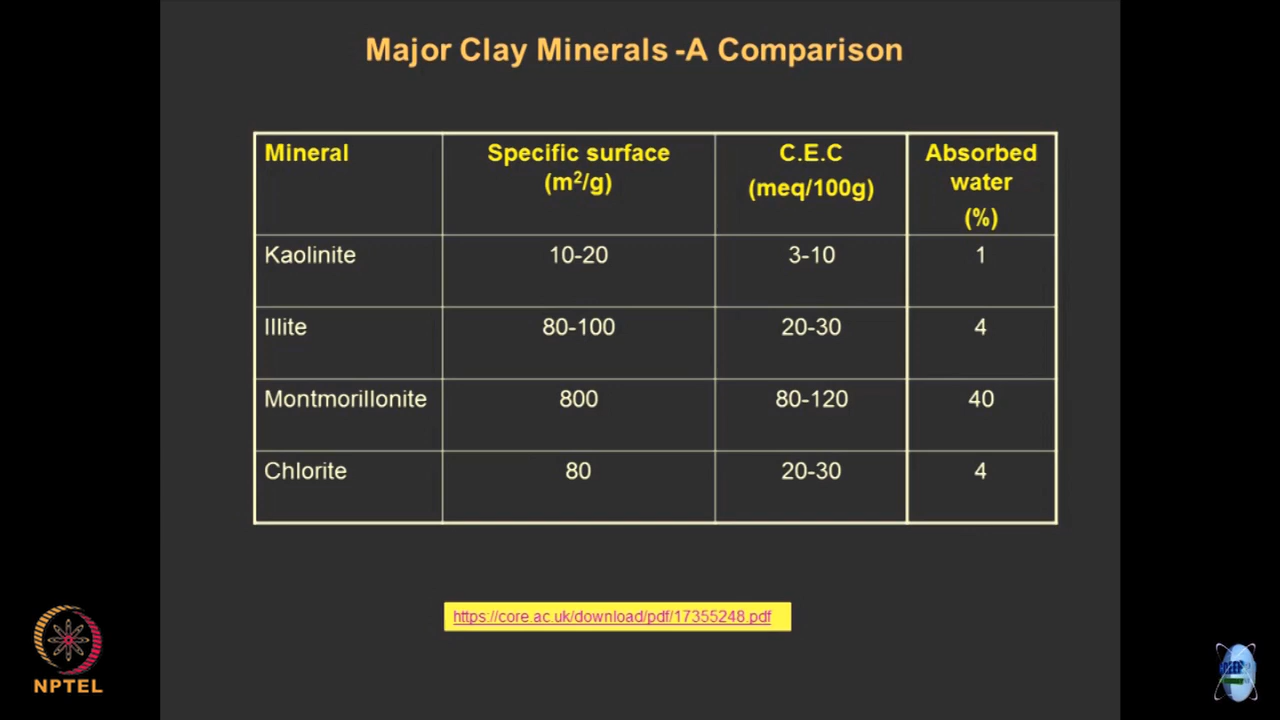 Major Clay Minerals -A Comparison
Mineral Specific surface (m²/g) C.E.C (meq/100g) Absorbed water (%)
Kaolinite 10-20 3-10 1
Illite 80-100 20-30 4
Montmorillonite 800 80-120 40
Chlorite 80 20-30 4
https://core.ac.uk/download/pdf/17355248.pdf
NPTEL